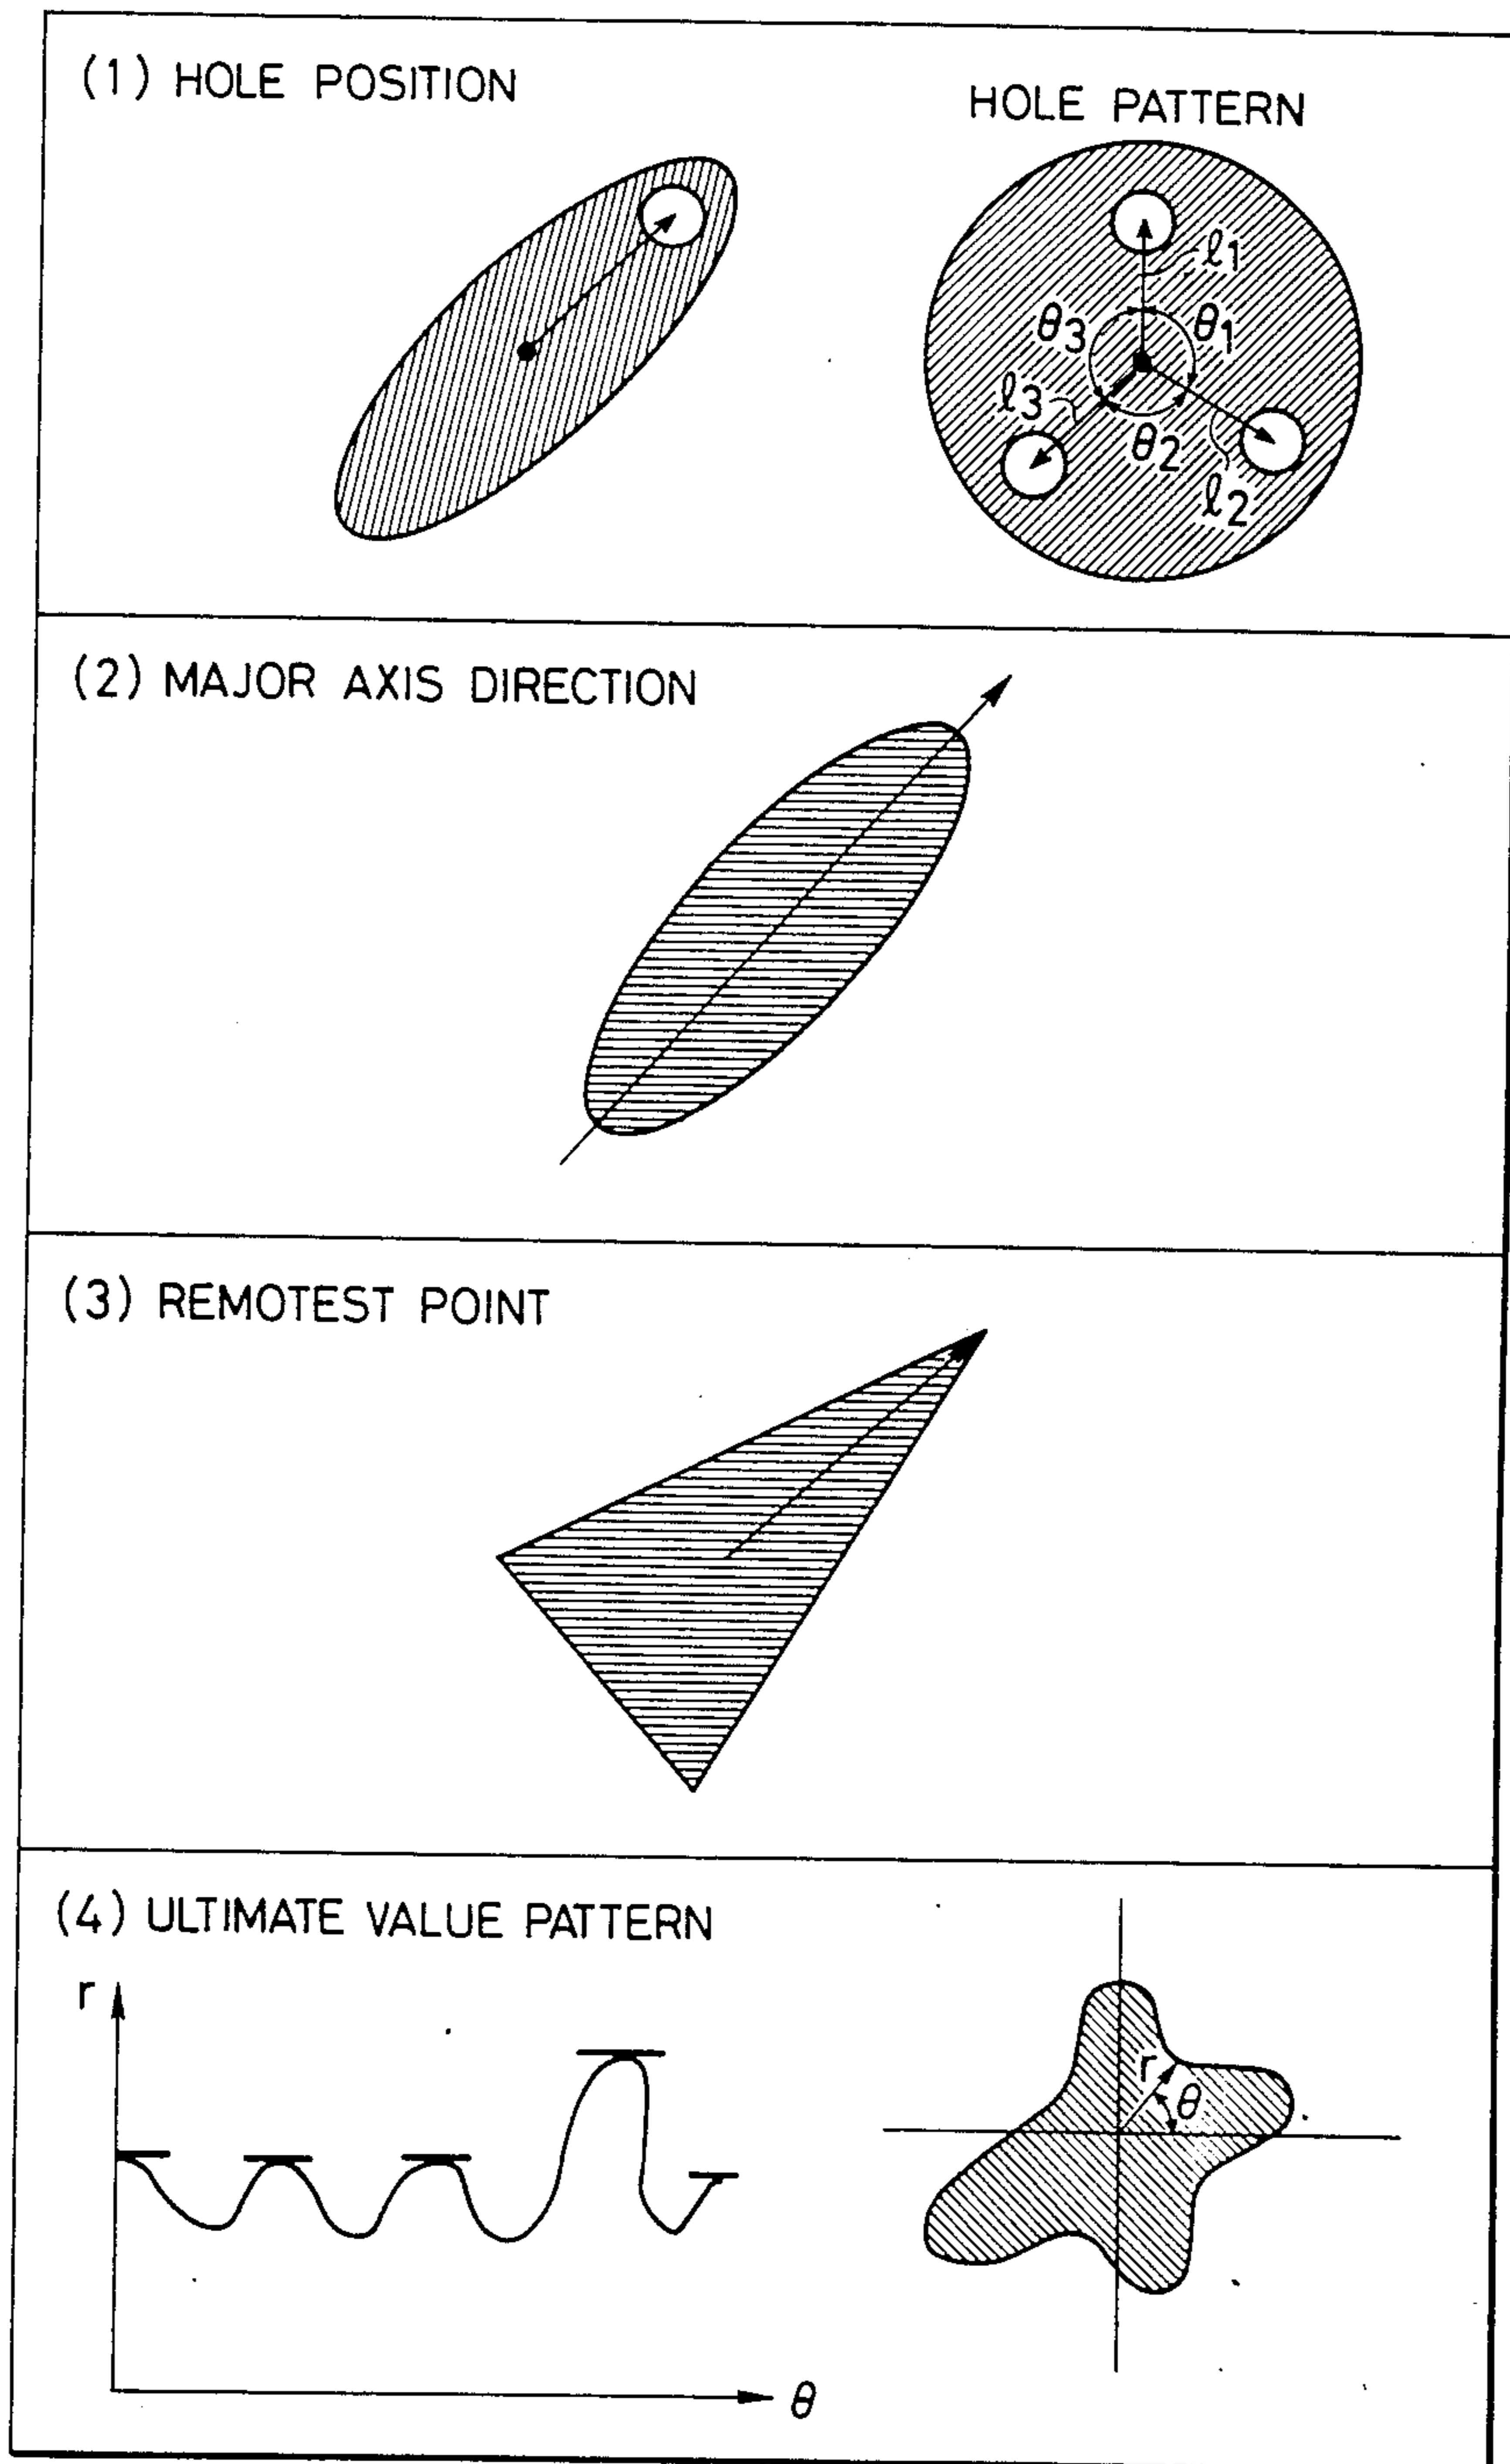 (1) HOLE POSITION
HOLE PATTERN
ℓ1
θ3 θ1
ℓ3
θ2
ℓ2
(2) MAJOR AXIS DIRECTION
(3) REMOTEST POINT
(4) ULTIMATE VALUE PATTERN
r
r
θ
θ